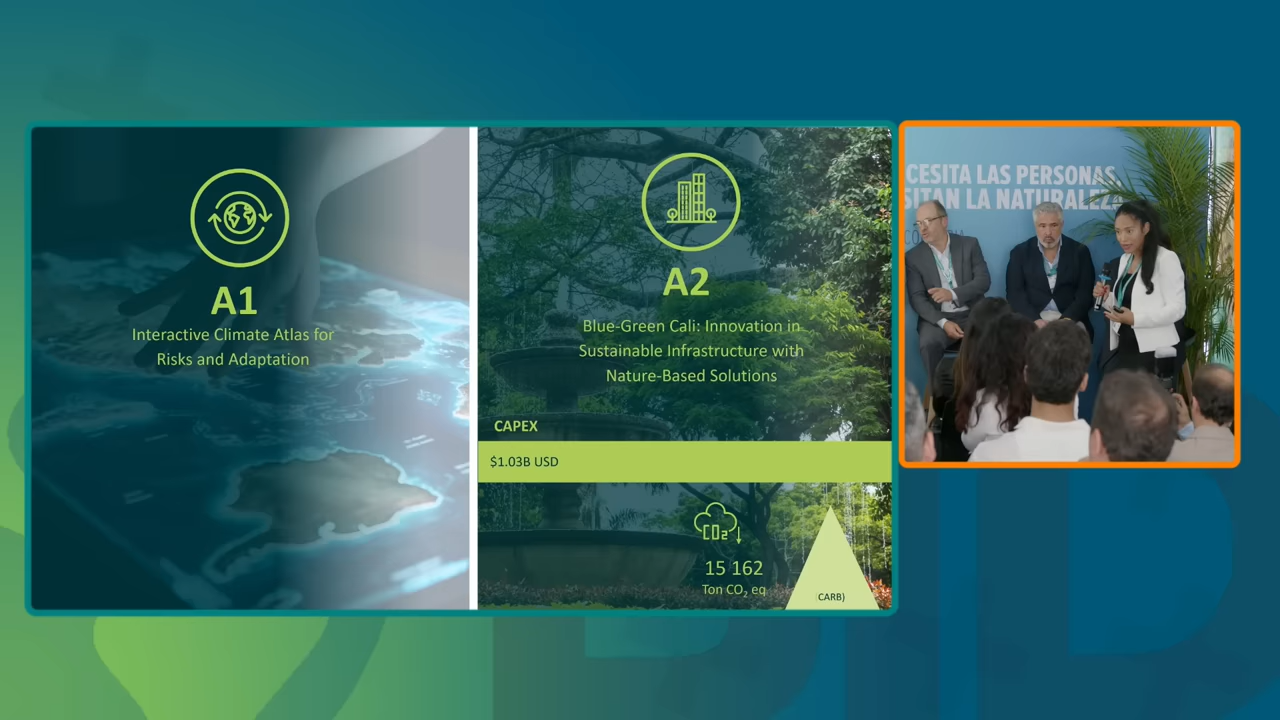 A1
Interactive Climate Atlas for
Risks and Adaptation
A2
Blue-Green Cali: Innovation in
Sustainable Infrastructure with
Nature-Based Solutions
CAPEX
$1.03B USD
CO₂
15 162
Ton CO₂ eq
(CARB)
CESITA LAS PERSONAS,
SITAN LA NATURALEZA